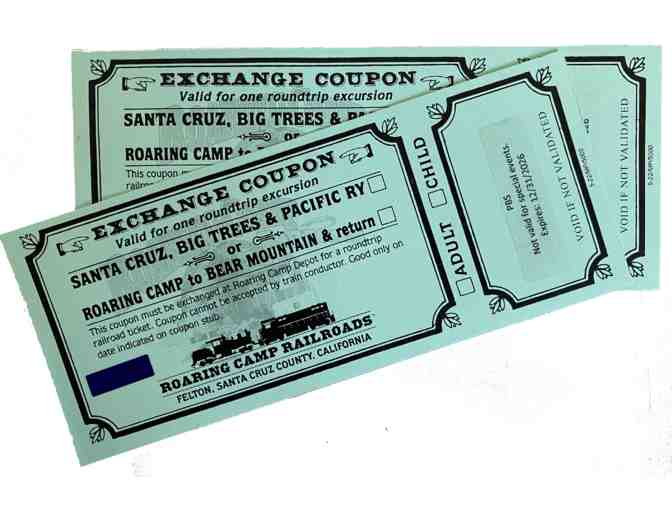 EXCHANGE COUPON
Valid for one roundtrip excursion
SANTA CRUZ, BIG TREES & PA
or
ROARING CAMP to
This coupon
railro
VOID IF NOT VALIDATED
EXCHANGE COUPON
Valid for one roundtrip excursion
SANTA CRUZ, BIG TREES & PACIFIC RY
or
ROARING CAMP to BEAR MOUNTAIN & return
This coupon must be exchanged at Roaring Camp Depot for a roundtrip
railroad ticket. Coupon cannot be accepted by train conductor. Good only on
date indicated on coupon stub.
ROARING CAMP RAILROADS
FELTON, SANTA CRUZ COUNTY, CALIFORNIA
ADULT CHILD
PBS
Not valid for special events.
Expires: 12/31/2026
VOID IF NOT VALIDATED